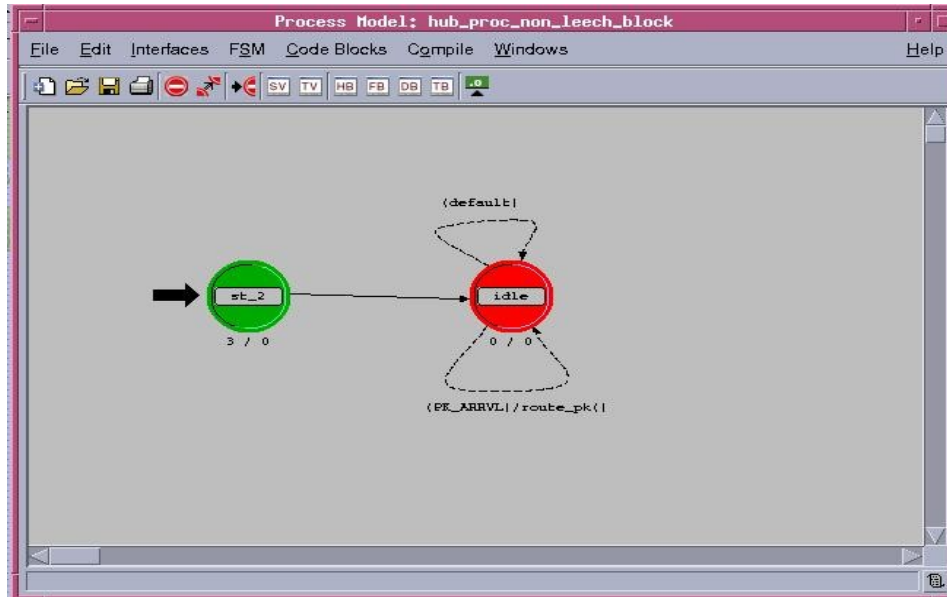 Process Model: hub_proc_non_leech_block
File Edit Interfaces FSM Code Blocks Compile Windows Help
SV TV HB FB DB TB .0
(default)
st_2 idle
3 / 0 0 / 0
(PK_ARRVL)/route_pk()